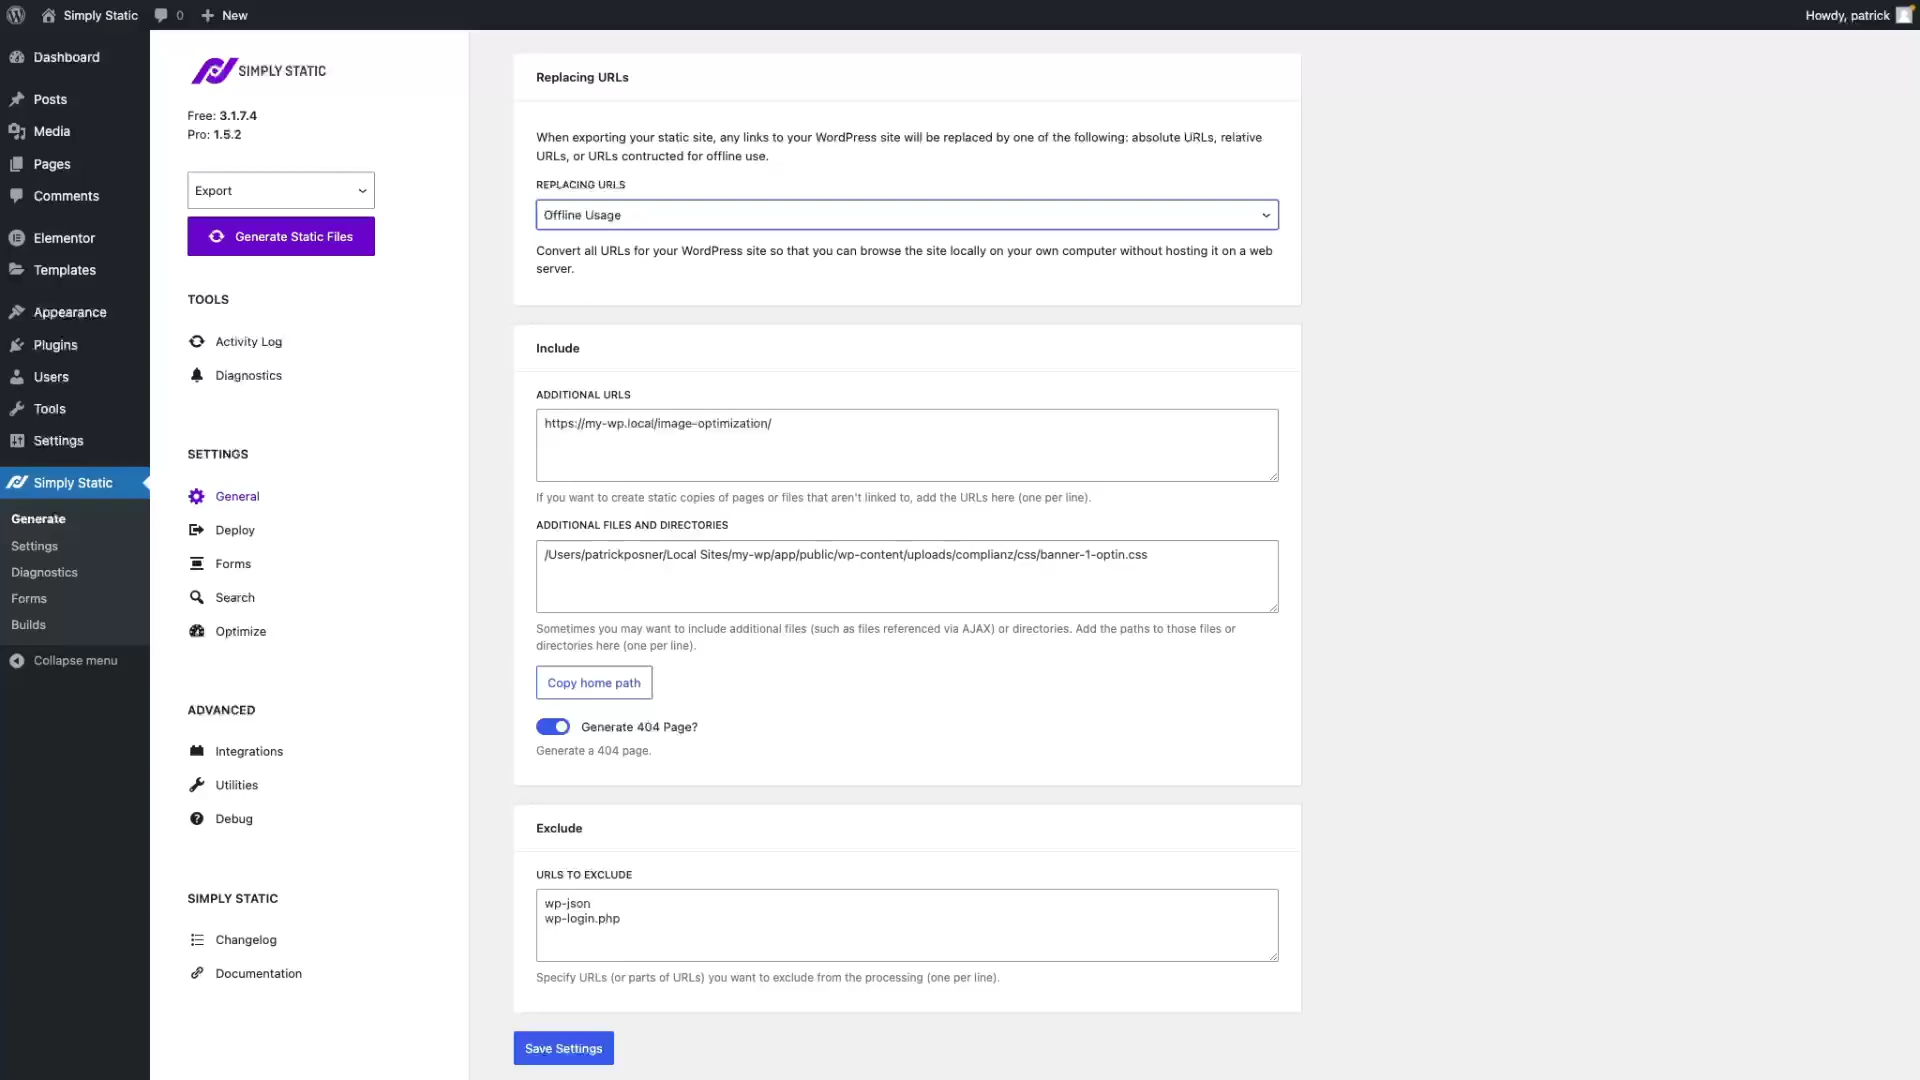 Simply Static
0
New
Howdy, patrick
Dashboard
Posts
Media
Pages
Comments
Elementor
Templates
Appearance
Plugins
Users
Tools
Settings
Simply Static
Generate
Settings
Diagnostics
Forms
Builds
Collapse menu
SIMPLY STATIC
Free: 3.1.7.4
Pro: 1.5.2
Export
Generate Static Files
TOOLS
Activity Log
Diagnostics
SETTINGS
General
Deploy
Forms
Search
Optimize
ADVANCED
Integrations
Utilities
Debug
SIMPLY STATIC
Changelog
Documentation
Replacing URLs
When exporting your static site, any links to your WordPress site will be replaced by one of the following: absolute URLs, relative
URLs, or URLs contructed for offline use.
REPLACING URLS
Offline Usage
Convert all URLs for your WordPress site so that you can browse the site locally on your own computer without hosting it on a web
server.
Include
ADDITIONAL URLS
https://my-wp.local/image-optimization/
If you want to create static copies of pages or files that aren't linked to, add the URLs here (one per line).
ADDITIONAL FILES AND DIRECTORIES
/Users/patrickposner/Local Sites/my-wp/app/public/wp-content/uploads/complianz/css/banner-1-optin.css
Sometimes you may want to include additional files (such as files referenced via AJAX) or directories. Add the paths to those files or
directories here (one per line).
Copy home path
Generate 404 Page?
Generate a 404 page.
Exclude
URLS TO EXCLUDE
wp-json
wp-login.php
Specify URLs (or parts of URLs) you want to exclude from the processing (one per line).
Save Settings